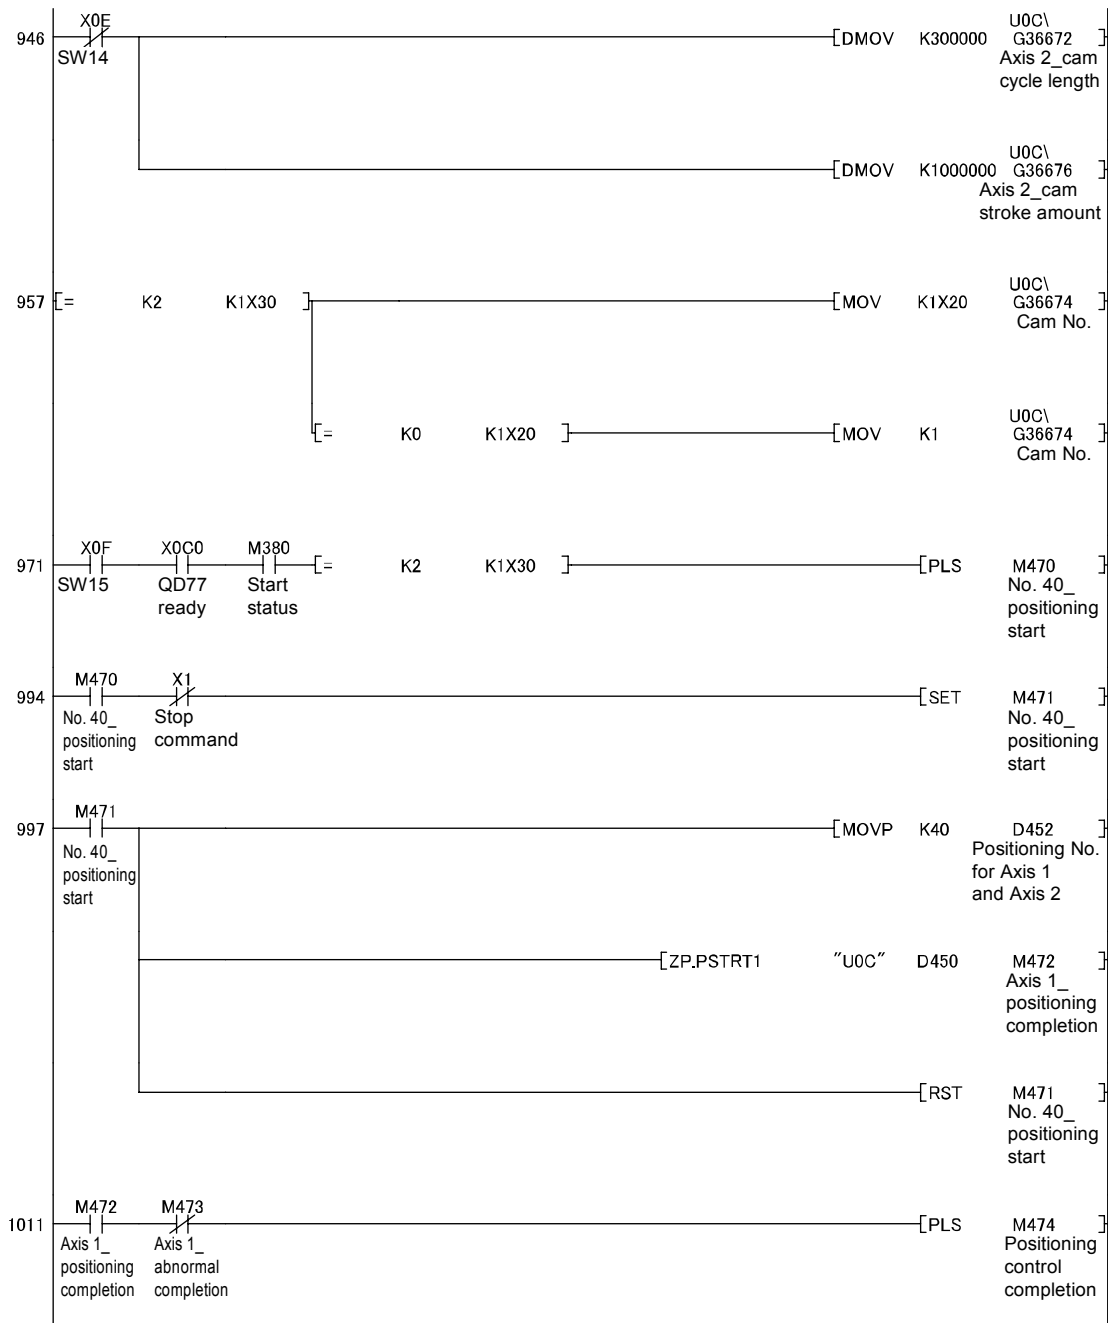 X0E U0C\
946 [DMOV K300000 G36672 ]
SW14 Axis 2_cam
cycle length
U0C\
[DMOV K1000000 G36676 ]
Axis 2_cam
stroke amount
U0C\
957 [= K2 K1X30 ] [MOV K1X20 G36674 ]
Cam No.
U0C\
[= K0 K1X20 ] [MOV K1 G36674 ]
Cam No.
X0F X0C0 M380
971 [= K2 K1X30 ] [PLS M470 ]
SW15 QD77 Start No. 40_
ready status positioning
start
M470 X1
994 [SET M471 ]
No. 40_ Stop No. 40_
positioning command positioning
start start
M471
997 [MOVP K40 D452 ]
No. 40_ Positioning No.
positioning for Axis 1
start and Axis 2
[ZP.PSTRT1 "U0C" D450 M472 ]
Axis 1_
positioning
completion
[RST M471 ]
No. 40_
positioning
start
M472 M473
1011 [PLS M474 ]
Axis 1_ Axis 1_ Positioning
positioning abnormal control
completion completion completion